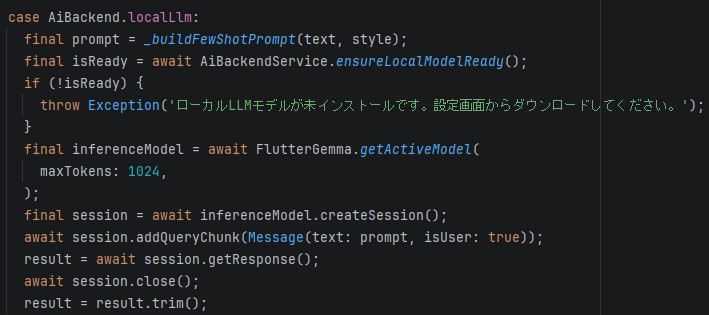 case AiBackend.localLlm:
  final prompt = _buildFewShotPrompt(text, style);
  final isReady = await AiBackendService.ensureLocalModelReady();
  if (!isReady) {
    throw Exception('ローカルLLMモデルが未インストールです。設定画面からダウンロードしてください。');
  }
  final inferenceModel = await FlutterGemma.getActiveModel(
    maxTokens: 1024,
  );
  final session = await inferenceModel.createSession();
  await session.addQueryChunk(Message(text: prompt, isUser: true));
  result = await session.getResponse();
  await session.close();
  result = result.trim();